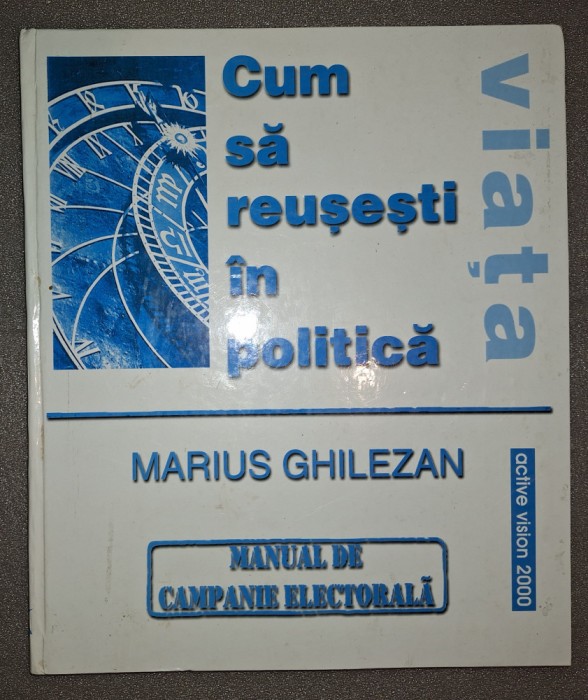 Cum
să
reușești
în
politică
viața
MARIUS GHILEZAN
active vision 2000
MANUAL DE
CAMPANIE ELECTORALĂ